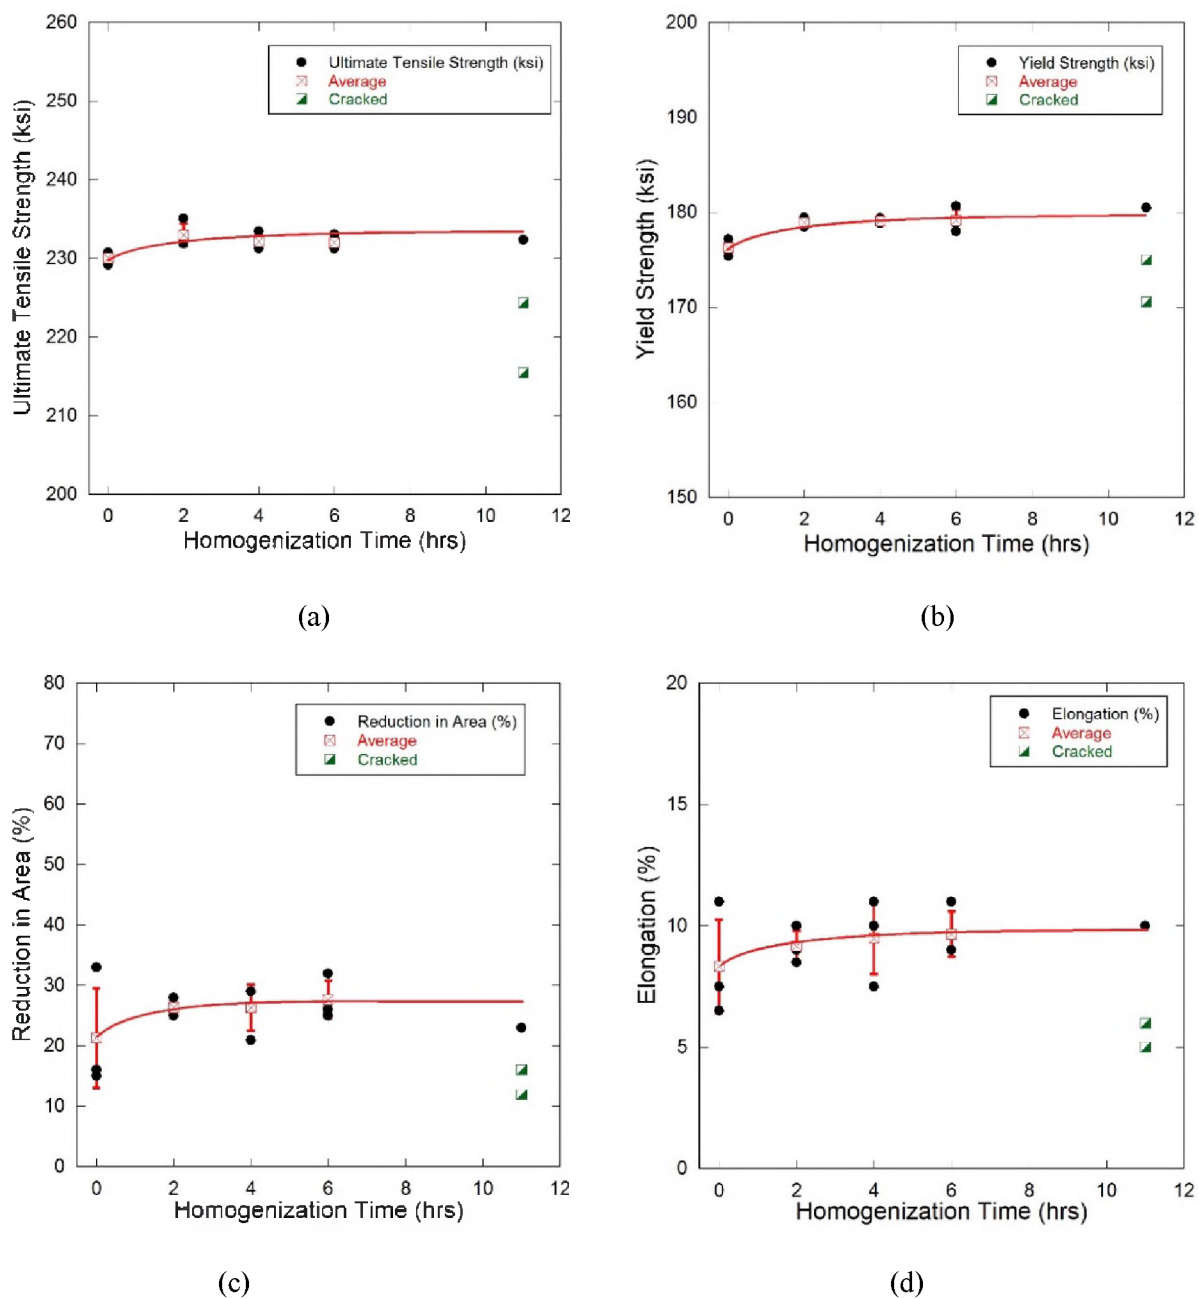 260
250
240
230
220
210
200
Ultimate Tensile Strength (ksi)
Ultimate Tensile Strength (ksi)
Average
Cracked
0 2 4 6 8 10 12
Homogenization Time (hrs)
(a)
200
190
180
170
160
150
Yield Strength (ksi)
Yield Strength (ksi)
Average
Cracked
0 2 4 6 8 10 12
Homogenization Time (hrs)
(b)
80
70
60
50
40
30
20
10
0
Reduction in Area (%)
Reduction in Area (%)
Average
Cracked
0 2 4 6 8 10 12
Homogenization Time (hrs)
(c)
20
15
10
5
0
Elongation (%)
Elongation (%)
Average
Cracked
0 2 4 6 8 10 12
Homogenization Time (hrs)
(d)